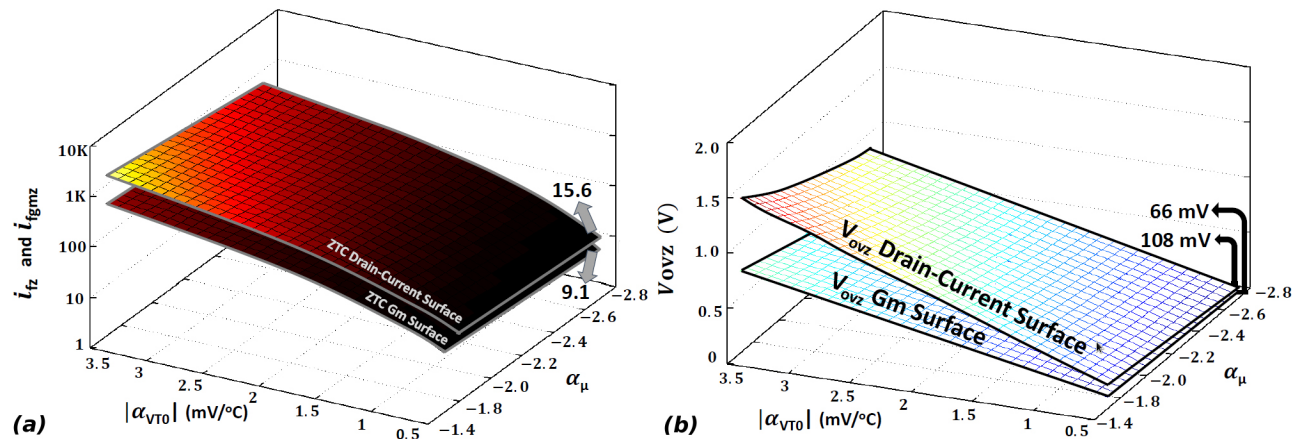 10K
1K
100
10
1
i_fz and i_fgmz
3.5
3
2.5
2
1.5
1
0.5
|α_VT0| (mV/°C)
−1.4
−1.8
−2.0
−2.2
−2.4
−2.6
−2.8
α_μ
15.6
9.1
ZTC Drain-Current Surface
ZTC Gm Surface
(a)
2.0
1.5
1.0
0.5
0
Vovz (V)
3.5
3
2.5
2
1.5
1
0.5
|α_VT0| (mV/°C)
−1.4
−1.8
−2.0
−2.2
−2.4
−2.6
−2.8
α_μ
66 mV
108 mV
V_ovz Drain-Current Surface
V_ovz Gm Surface
(b)